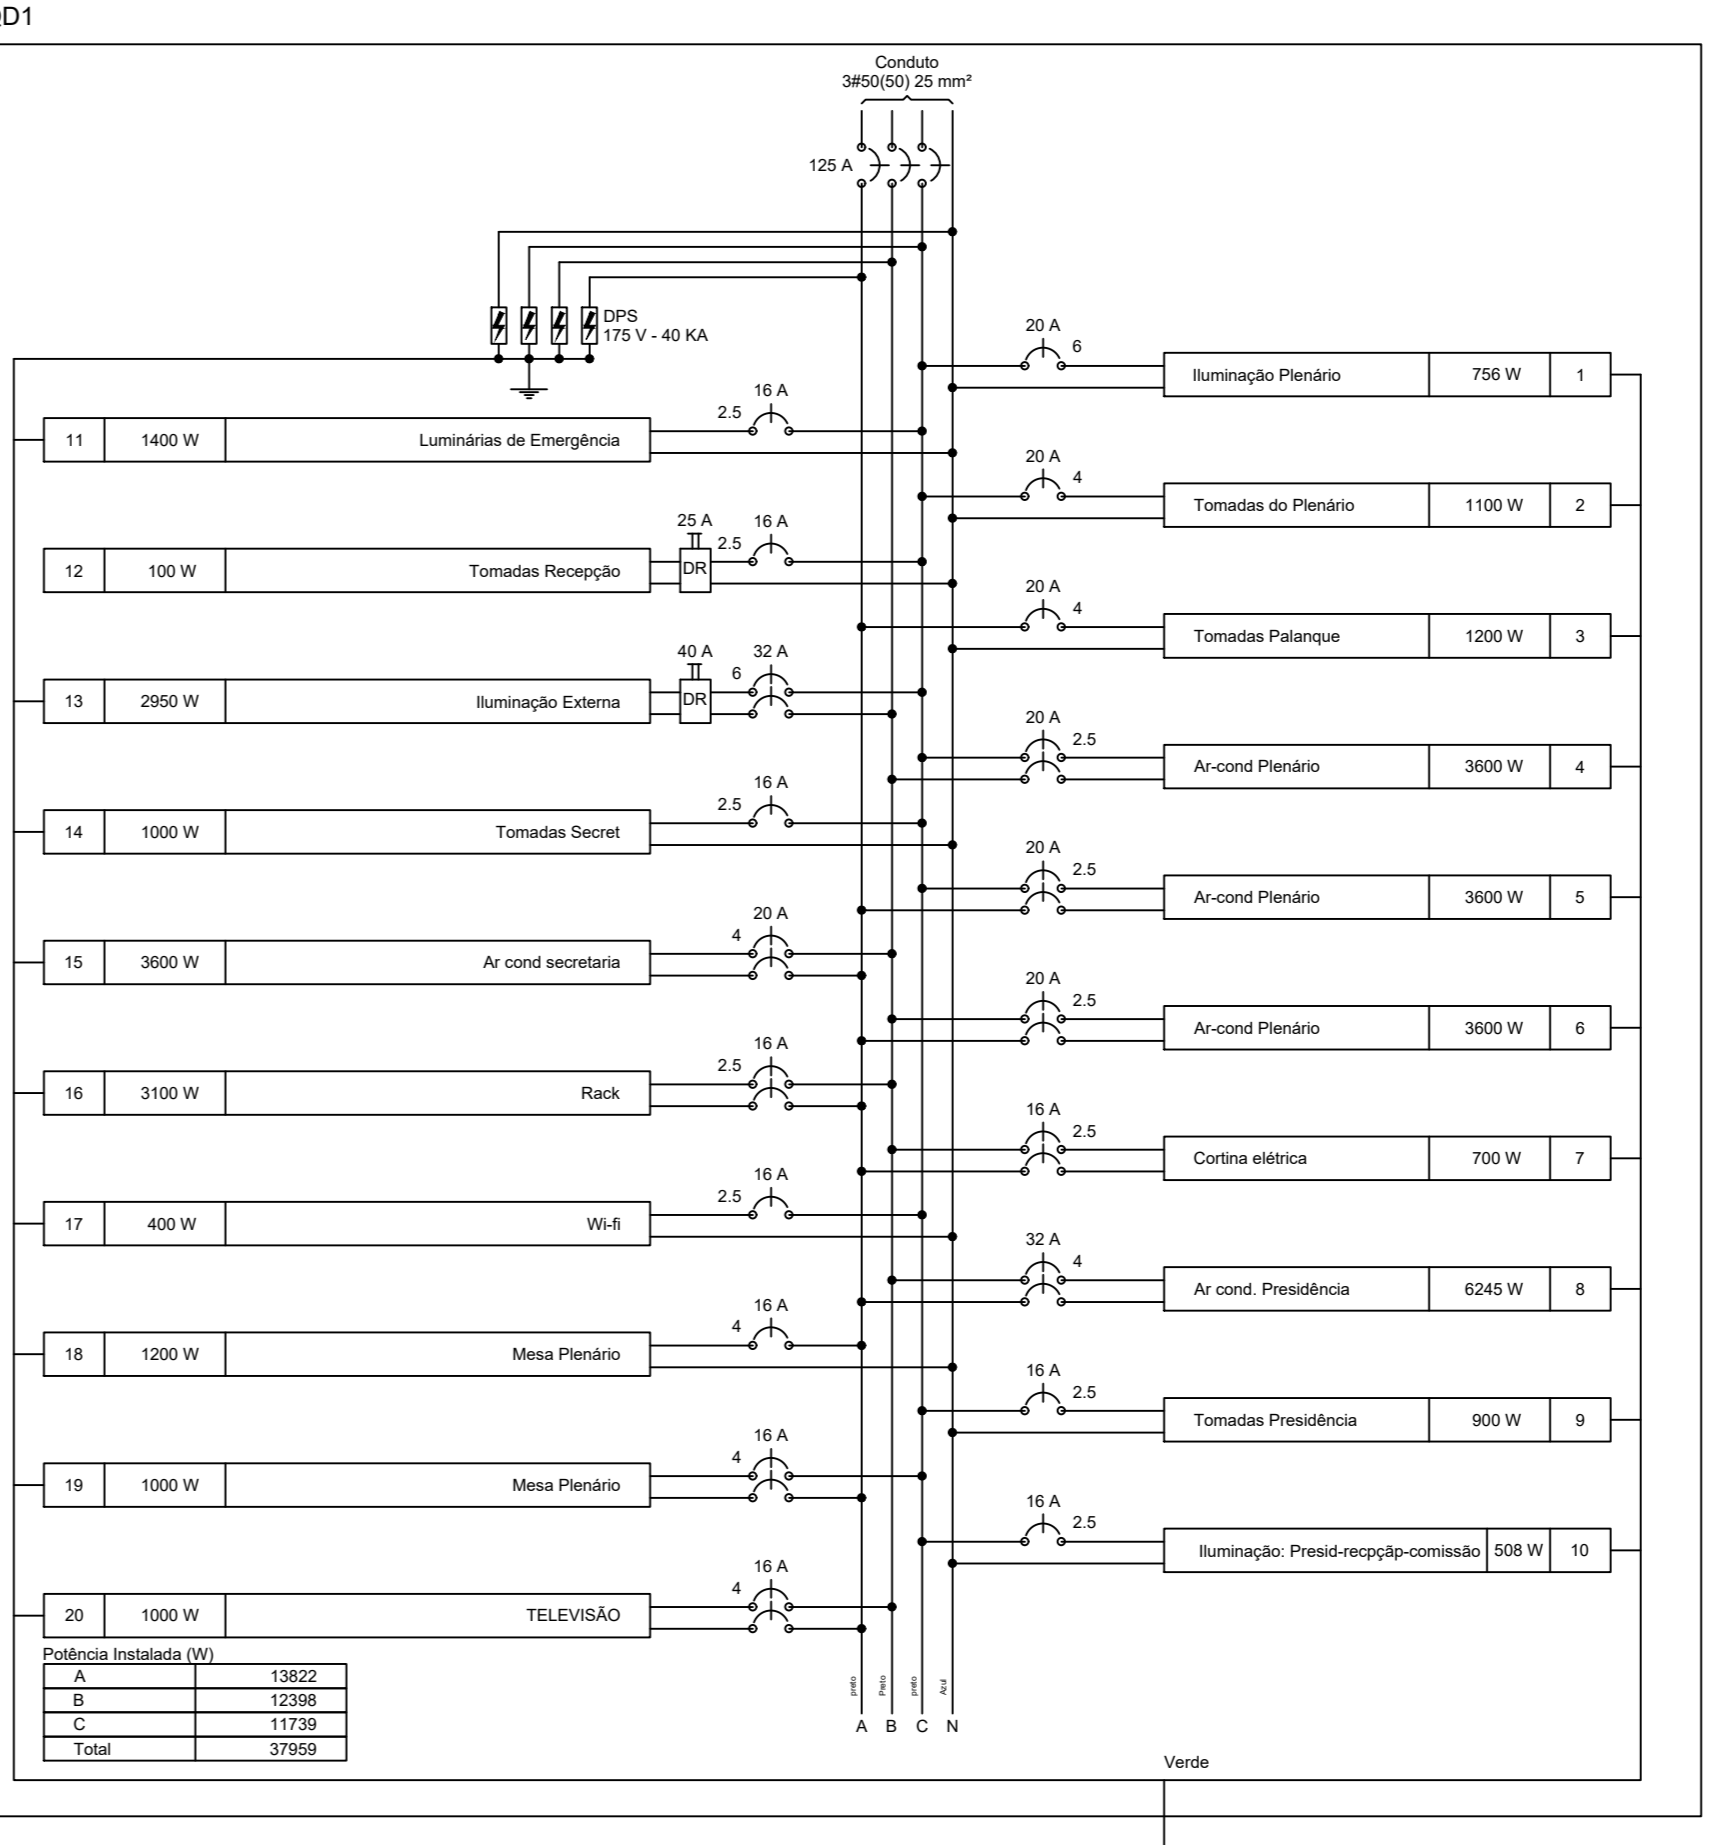 QD1
Conduto
3#50(50) 25 mm²
125 A
DPS
175 V - 40 KA
20 A
6
Iluminação Plenário 756 W 1
20 A
4
Tomadas do Plenário 1100 W 2
20 A
4
Tomadas Palanque 1200 W 3
20 A
2.5
Ar-cond Plenário 3600 W 4
20 A
2.5
Ar-cond Plenário 3600 W 5
20 A
2.5
Ar-cond Plenário 3600 W 6
16 A
2.5
Cortina elétrica 700 W 7
32 A
4
Ar cond. Presidência 6245 W 8
16 A
2.5
Tomadas Presidência 900 W 9
16 A
2.5
Iluminação: Presid-recpçãp-comissão 508 W 10
16 A
2.5
11 1400 W Luminárias de Emergência
25 A 16 A
2.5
12 100 W Tomadas Recepção DR
40 A 32 A
6
13 2950 W Iluminação Externa DR
16 A
2.5
14 1000 W Tomadas Secret
20 A
4
15 3600 W Ar cond secretaria
16 A
2.5
16 3100 W Rack
16 A
2.5
17 400 W Wi-fi
16 A
4
18 1200 W Mesa Plenário
16 A
4
19 1000 W Mesa Plenário
16 A
4
20 1000 W TELEVISÃO
Potência Instalada (W)
A 13822
B 12398
C 11739
Total 37959
preto Preto preto Azul
A B C N
Verde